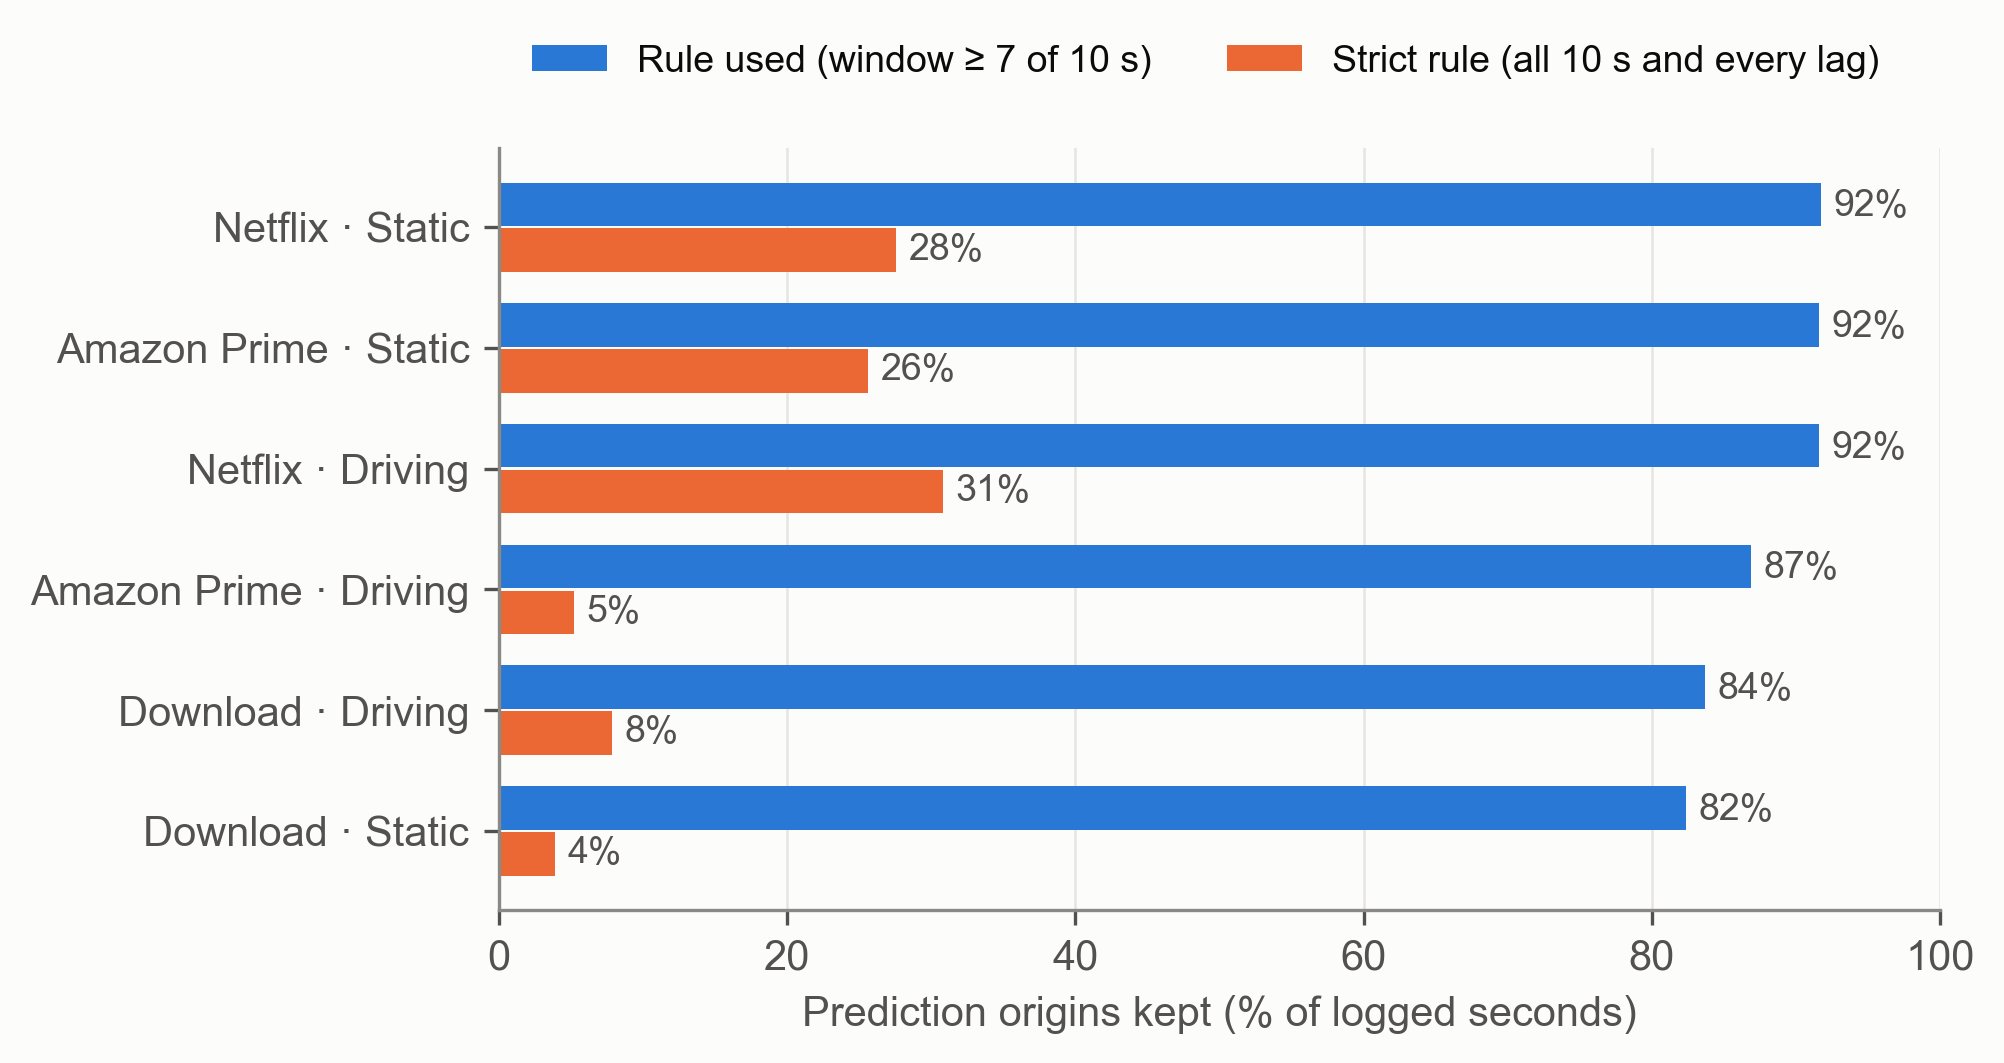 Rule used (window ≥ 7 of 10 s) Strict rule (all 10 s and every lag)
Netflix · Static 92%
28%
Amazon Prime · Static 92%
26%
Netflix · Driving 92%
31%
Amazon Prime · Driving 87%
5%
Download · Driving 84%
8%
Download · Static 82%
4%
0 20 40 60 80 100
Prediction origins kept (% of logged seconds)